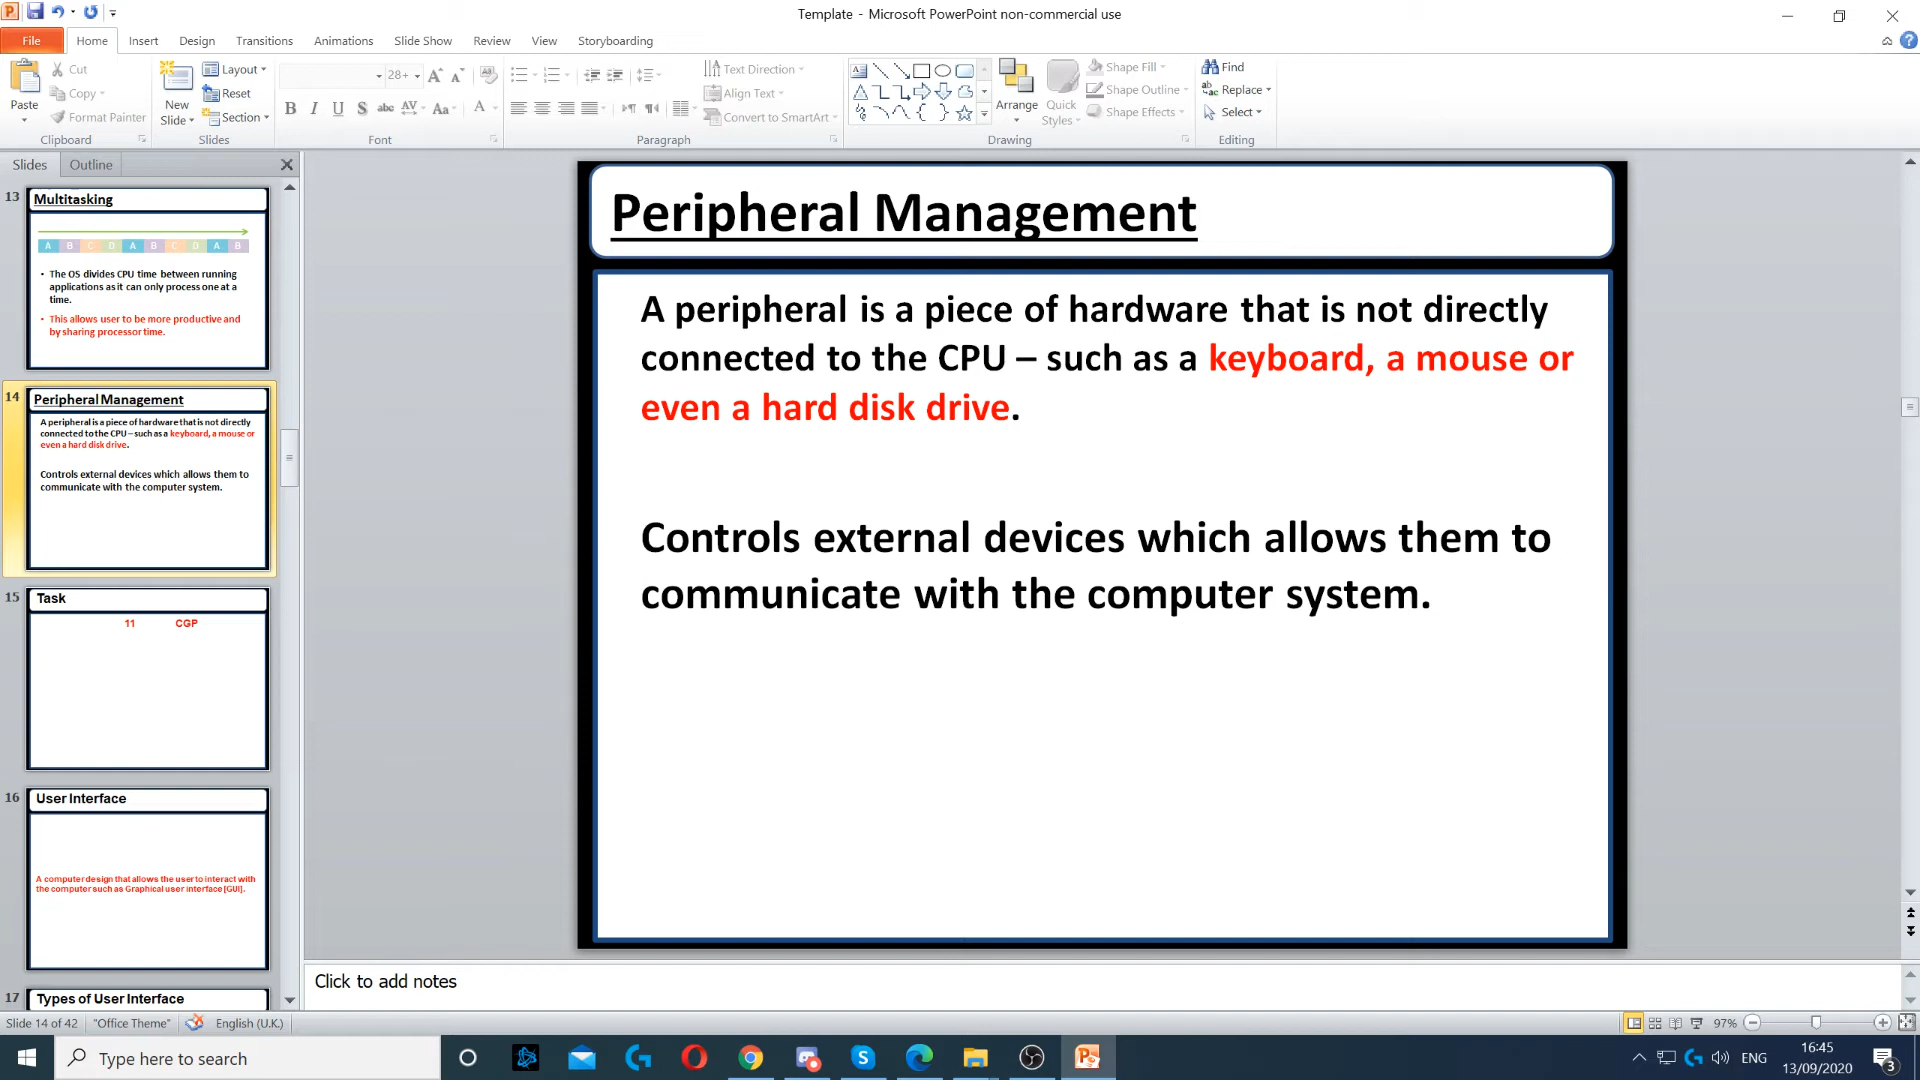 Template - Microsoft PowerPoint non-commercial use
File Home Insert Design Transitions Animations Slide Show Review View Storyboarding
Paste
Cut
Copy
Format Painter
Clipboard
New
Slide
Layout
Reset
Section
Slides
28+
Font
Text Direction
Align Text
Convert to SmartArt
Paragraph
Arrange
Quick
Styles
Shape Fill
Shape Outline
Shape Effects
Drawing
Find
Replace
Select
Editing
Slides Outline
13
Multitasking
A B C D A B C D A B
• The OS divides CPU time between running
applications as it can only process one at a
time.
• This allows user to be more productive and
by sharing processor time.
14
Peripheral Management
A peripheral is a piece of hardware that is not directly
connected to the CPU – such as a keyboard, a mouse or
even a hard disk drive.
Controls external devices which allows them to
communicate with the computer system.
15
Task
11 CGP
16
User Interface
A computer design that allows the user to interact with
the computer such as Graphical user interface [GUI].
17
Types of User Interface
Peripheral Management
A peripheral is a piece of hardware that is not directly
connected to the CPU – such as a keyboard, a mouse or
even a hard disk drive.
Controls external devices which allows them to
communicate with the computer system.
Click to add notes
Slide 14 of 42 "Office Theme" English (U.K.)
97%
Type here to search
ENG
16:45
13/09/2020
3